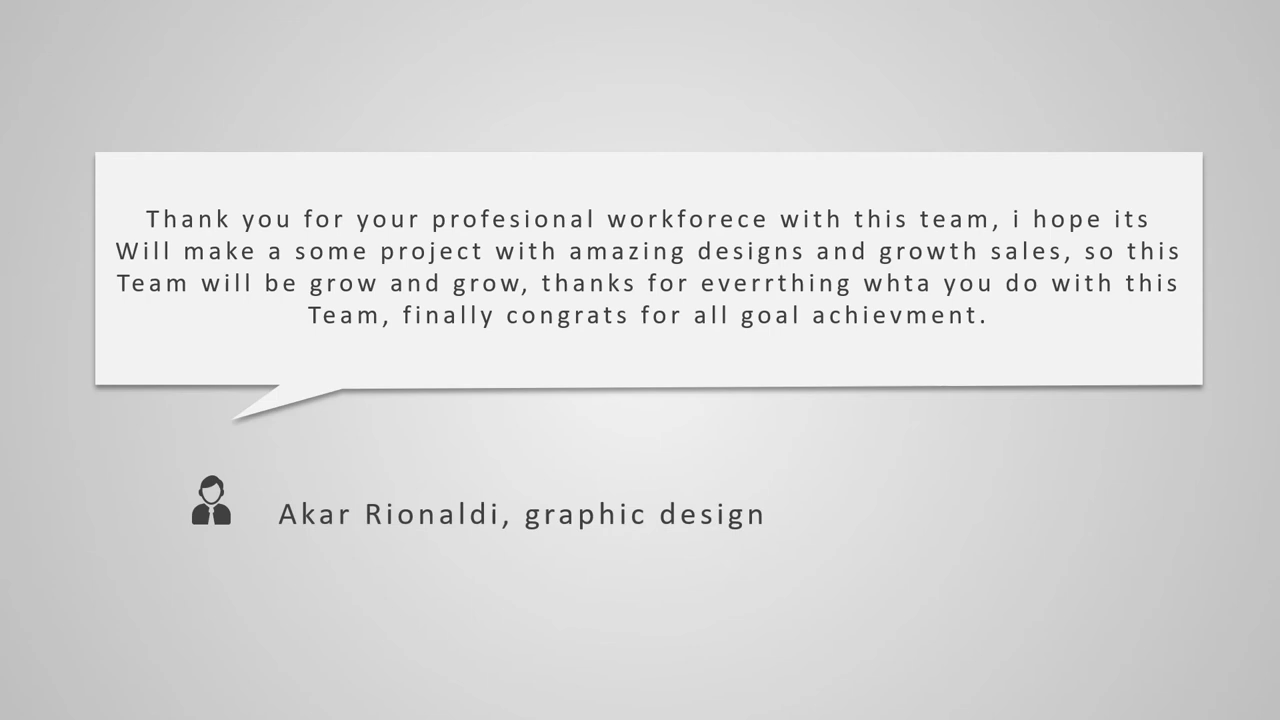 Thank you for your profesional workforece with this team, i hope its
Will make a some project with amazing designs and growth sales, so this
Team will be grow and grow, thanks for everrthing whta you do with this
Team, finally congrats for all goal achievment.
Akar Rionaldi, graphic design